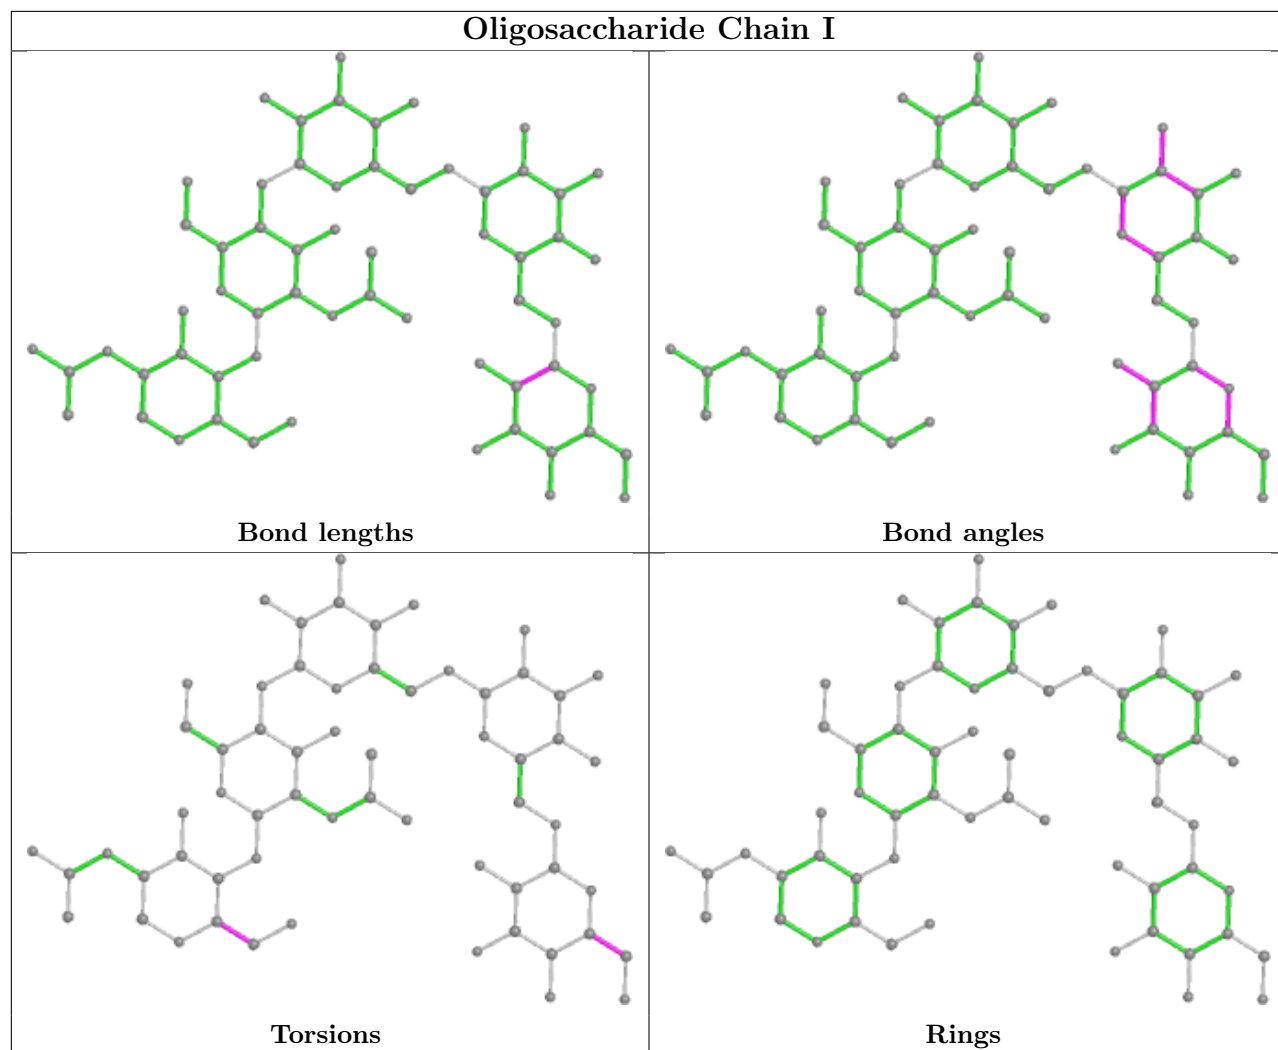 Oligosaccharide Chain I
Bond lengths
Bond angles
Torsions
Rings